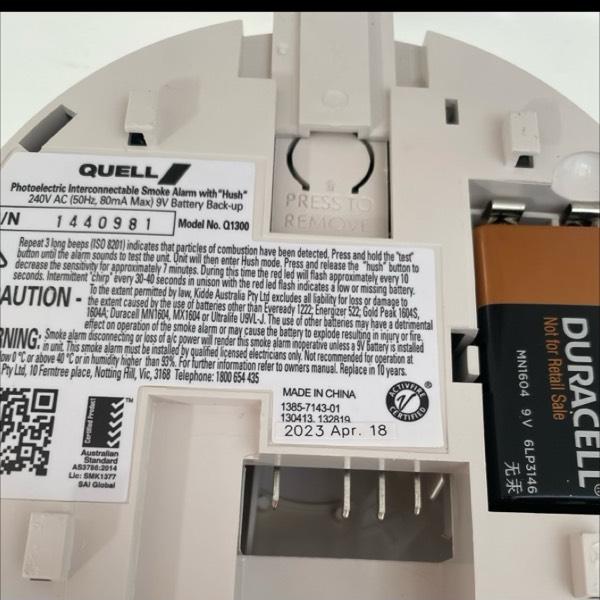 QUELL
Photoelectric Interconnectable Smoke Alarm with "Hush"
240V AC (50Hz, 80mA Max) 9V Battery Back-up
/N 1440981 Model No. Q1300
PRESS TO
REMOVE
Repeat 3 long beeps (ISO 8201) indicates that particles of combustion have been detected. Press and hold the "test"
button until the alarm sounds to test the unit. Unit will then enter Hush mode. Press and release the "hush" button to
decrease the sensitivity for approximately 7 minutes. During this time the red led will flash approximately every 10
seconds. Intermittent "chirp" every 30-40 seconds in unison with the red led flash indicates a low or missing battery.
AUTION - To the extent permitted by law, Kidde Australia Pty Ltd excludes all liability for loss or damage to
the extent caused by the use of batteries other than Eveready 1222; Energizer 522; Gold Peak 1604S,
1604A; Duracell MN1604, MX1604 or Ultralife U9VL-J. The use of other batteries may have a detrimental
effect on operation of the smoke alarm or may cause the battery to explode resulting in injury or fire.
RNING: Smoke alarm disconnecting or loss of a/c power will render this smoke alarm inoperative unless a 9V Battery is installed
in unit. This smoke alarm must be installed by qualified licensed electricians only. Not recommended for operation at
low 0 °C or above 40 °C or in humidity higher than 93%. For further information refer to owners manual. Replace in 10 years.
Pty Ltd, 10 Ferntree place, Notting Hill, Vic, 3168 Telephone: 1800 654 435
Certified Product
TM
Australian
Standard
AS3786:2014
Lic: SMK1377
SAI Global
MADE IN CHINA
1385-7143-01
130413, 132819
2023 Apr. 18
ACTIVFIRE
CERTIFIED
®
DURACELL
Not for Retail Sale
MN1604 9V 6LP3146
无汞